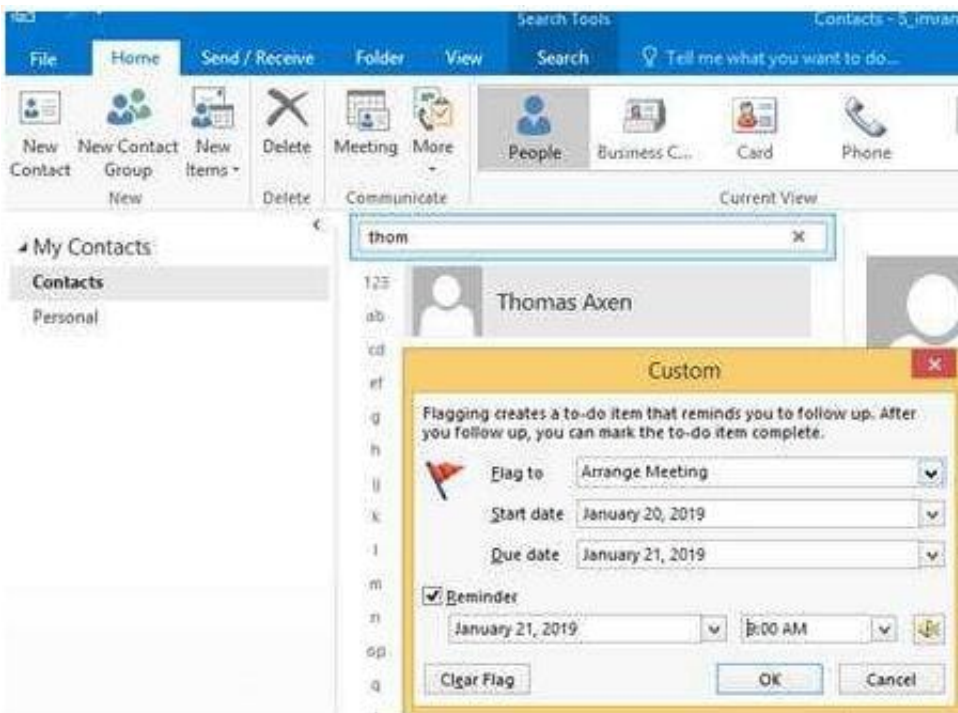 Search Tools
Contacts - S_imran
File Home Send / Receive Folder View Search Tell me what you want to do...
New Contact
New Contact Group
New Items
Delete
Meeting
More
People
Business C...
Card
Phone
New
Delete
Communicate
Current View
My Contacts
Contacts
Personal
thom
123
ab
cd
ef
g
h
ij
k
l
m
n
op
q
Thomas Axen
Custom
Flagging creates a to-do item that reminds you to follow up. After
you follow up, you can mark the to-do item complete.
Flag to Arrange Meeting
Start date January 20, 2019
Due date January 21, 2019
Reminder
January 21, 2019 9:00 AM
Clear Flag OK Cancel